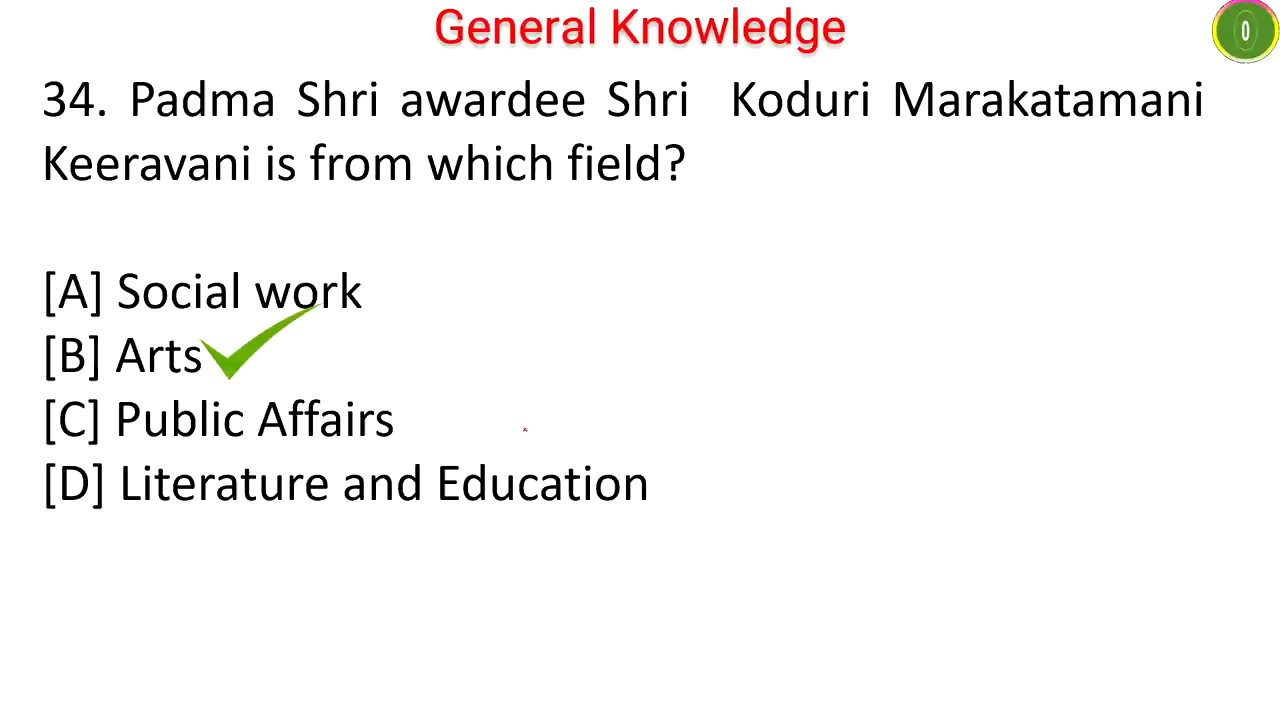 General Knowledge
0
34. Padma Shri awardee Shri Koduri Marakatamani
Keeravani is from which field?
[A] Social work
[B] Arts
[C] Public Affairs
[D] Literature and Education